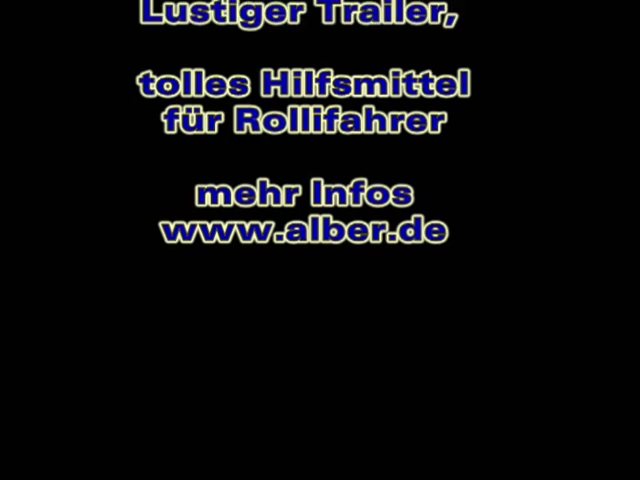 Lustiger Trailer,
tolles Hilfsmittel
für Rollifahrer
mehr Infos
www.alber.de